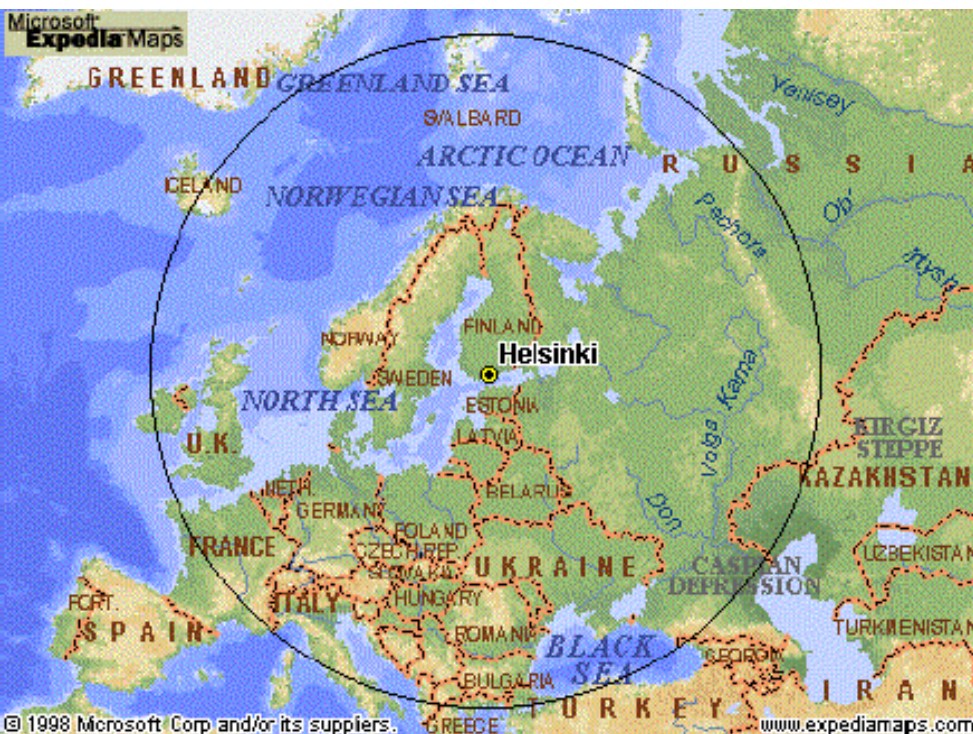 Microsoft
Expedia Maps
GREENLAND
GREENLAND SEA
Yenisey
SVALBARD
ARCTIC OCEAN
RUSSIA
ICELAND
NORWEGIAN SEA
Pechora
Ob'
Irtysh
FINLAND
NORWAY
Helsinki
SWEDEN
Kama
NORTH SEA
ESTONIA
KIRGIZ
STEPPE
U.K.
LATVIA
Volga
KAZAKHSTAN
NETH.
BELARUS
GERMANY
Don
POLAND
FRANCE
CZECH REP.
UZBEKISTAN
SLOVAKIA
UKRAINE
CASPIAN
DEPRESSION
PORT.
ITALY
HUNGARY
SPAIN
ROMANIA
TURKMENISTAN
BLACK
SEA
GEORGIA
BULGARIA
IRAN
TURKEY
GREECE
© 1998 Microsoft Corp and/or its suppliers.
www.expediamaps.com